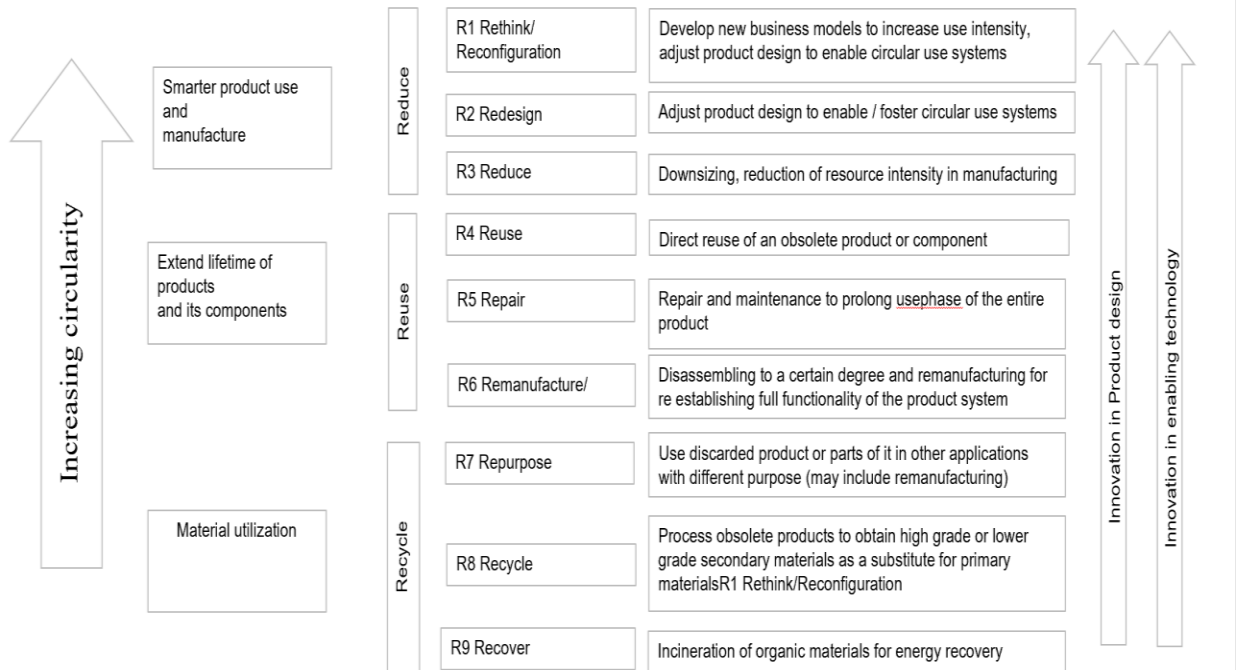 Increasing circularity
Smarter product use
and
manufacture
Extend lifetime of
products
and its components
Material utilization
Reduce
Reuse
Recycle
R1 Rethink/
Reconfiguration
Develop new business models to increase use intensity,
adjust product design to enable circular use systems
R2 Redesign
Adjust product design to enable / foster circular use systems
R3 Reduce
Downsizing, reduction of resource intensity in manufacturing
R4 Reuse
Direct reuse of an obsolete product or component
R5 Repair
Repair and maintenance to prolong usephase of the entire
product
R6 Remanufacture/
Disassembling to a certain degree and remanufacturing for
re establishing full functionality of the product system
R7 Repurpose
Use discarded product or parts of it in other applications
with different purpose (may include remanufacturing)
R8 Recycle
Process obsolete products to obtain high grade or lower
grade secondary materials as a substitute for primary
materialsR1 Rethink/Reconfiguration
R9 Recover
Incineration of organic materials for energy recovery
Innovation in Product design
Innovation in enabling technology